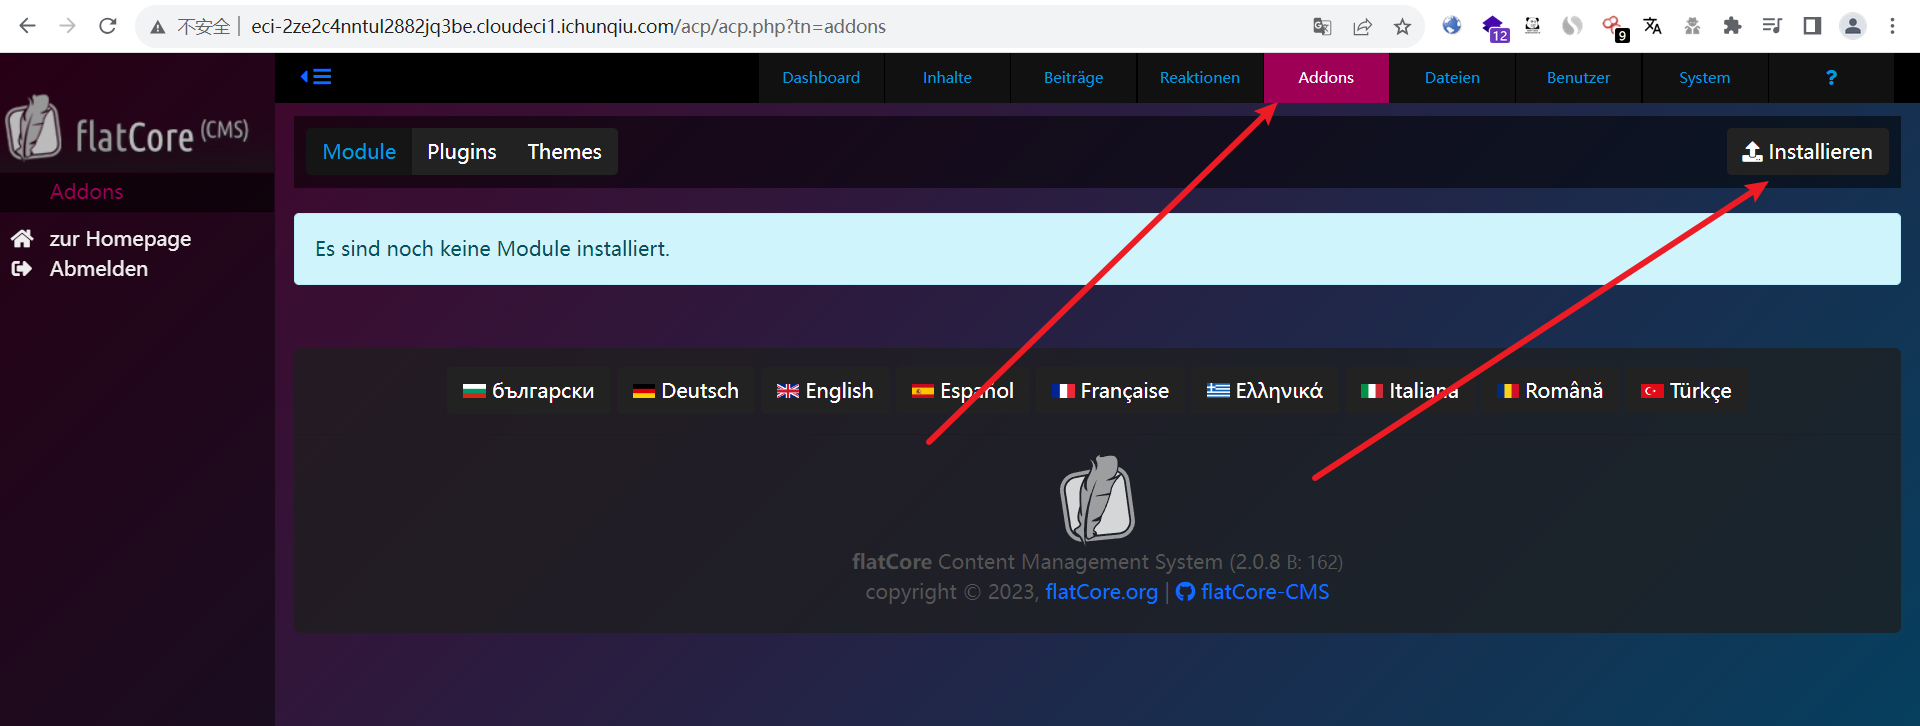 不安全 | eci-2ze2c4nntul2882jq3be.cloudeci1.ichunqiu.com/acp/acp.php?tn=addons
12
9
flatCore (CMS)
Dashboard Inhalte Beiträge Reaktionen Addons Dateien Benutzer System ?
Module Plugins Themes Installieren
Addons
zur Homepage
Abmelden
Es sind noch keine Module installiert.
български Deutsch English Español Française Ελληνικά Italiana Română Türkçe
flatCore Content Management System (2.0.8 B: 162)
copyright © 2023, flatCore.org | flatCore-CMS